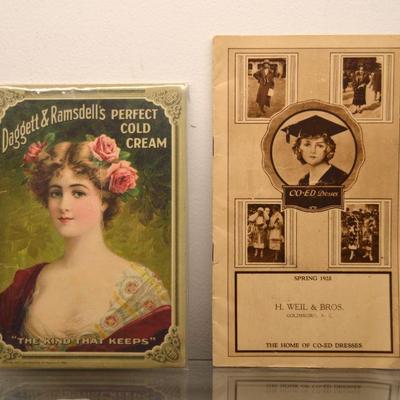 Daggett & Ramsdell's
PERFECT
COLD
CREAM
"THE KIND THAT KEEPS"
CO-ED Dresses
SPRING 1928
H. WEIL & BROS.
GOLDSBORO, N. C.
THE HOME OF CO-ED DRESSES